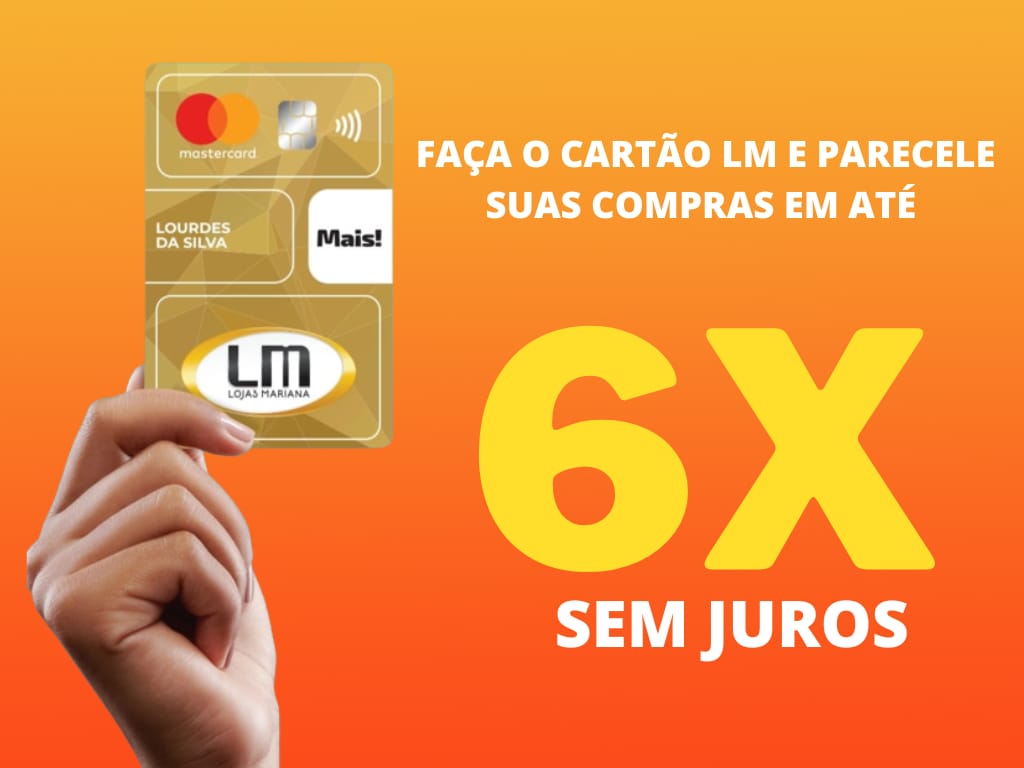 mastercard
LOURDES
DA SILVA
Mais!
LM
LOJAS MARIANA
FAÇA O CARTÃO LM E PARECELE
SUAS COMPRAS EM ATÉ
6X
SEM JUROS